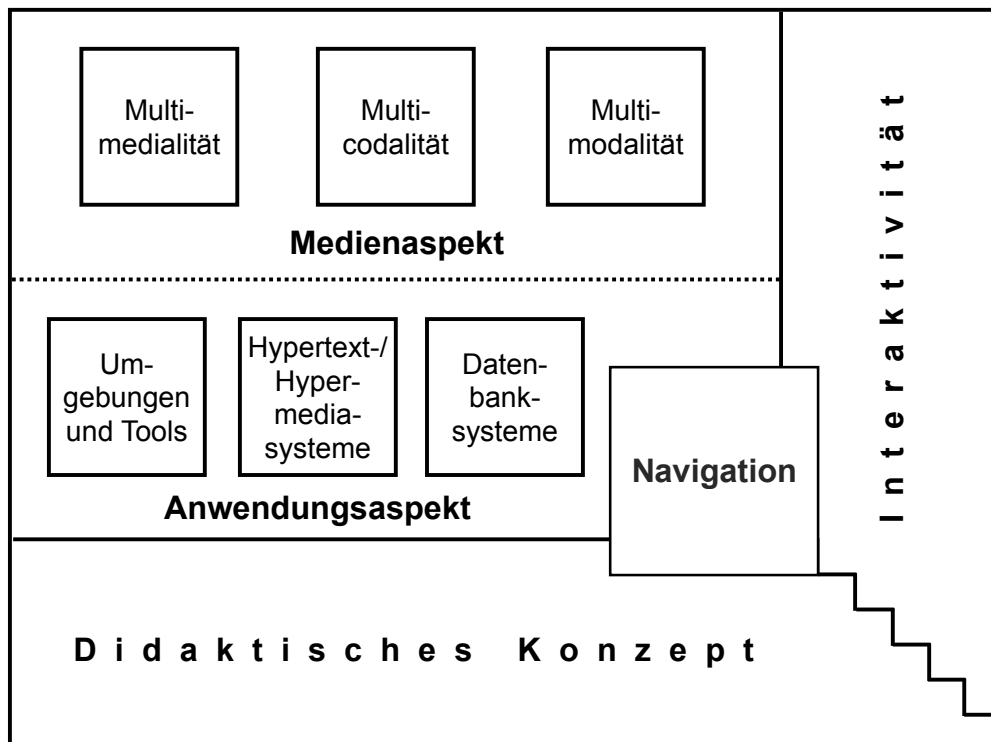 Multi-
medialität
Multi-
codalität
Multi-
modalität
Medienaspekt
Um-
gebungen
und Tools
Hypertext-/
Hyper-
media-
systeme
Daten-
bank-
systeme
Anwendungsaspekt
Navigation
Interaktivität
Didaktisches Konzept